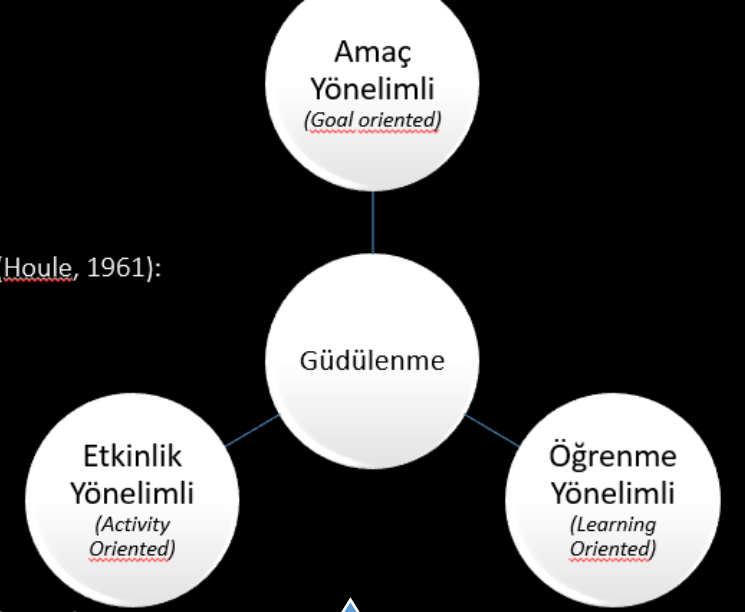 Amaç
Yönelimli
(Goal oriented)
(Houle, 1961):
Güdülenme
Etkinlik
Yönelimli
(Activity
Oriented)
Öğrenme
Yönelimli
(Learning
Oriented)